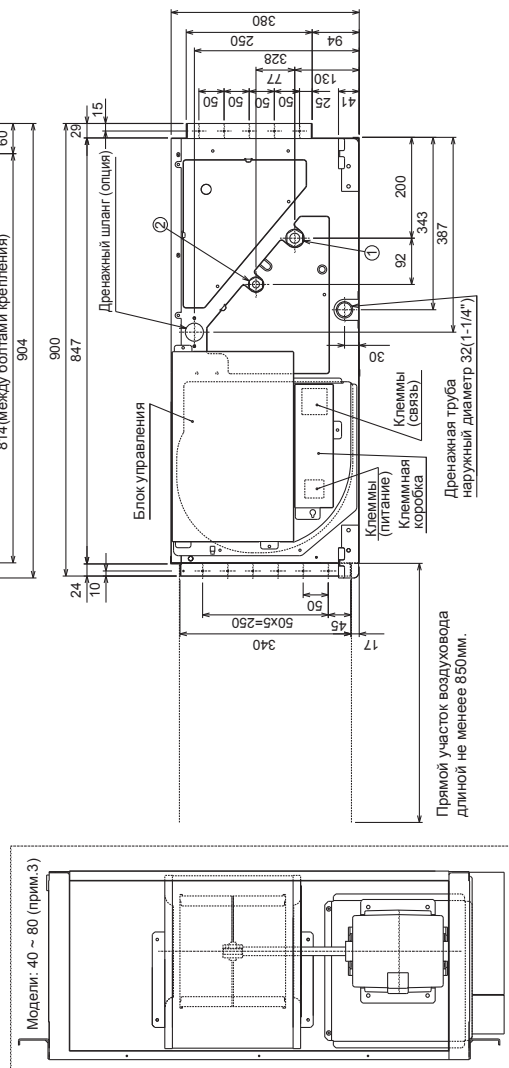 814(между болтами крепления)
60
904
900
847
29
15
24
10
Дренажный шланг (опция)
②
Блок управления
380
250
94
328
77
130
50
50
50
50
25
41
①
200
92
343
387
30
Клеммы
(связь)
Клеммы
(питание)
Клеммная
коробка
Дренажная труба
наружный диаметр 32(1-1/4")
50
50x5=250
45
340
17
Прямой участок воздуховода
длиной не менеее 850мм.
Модели: 40 ~ 80 (прим.3)